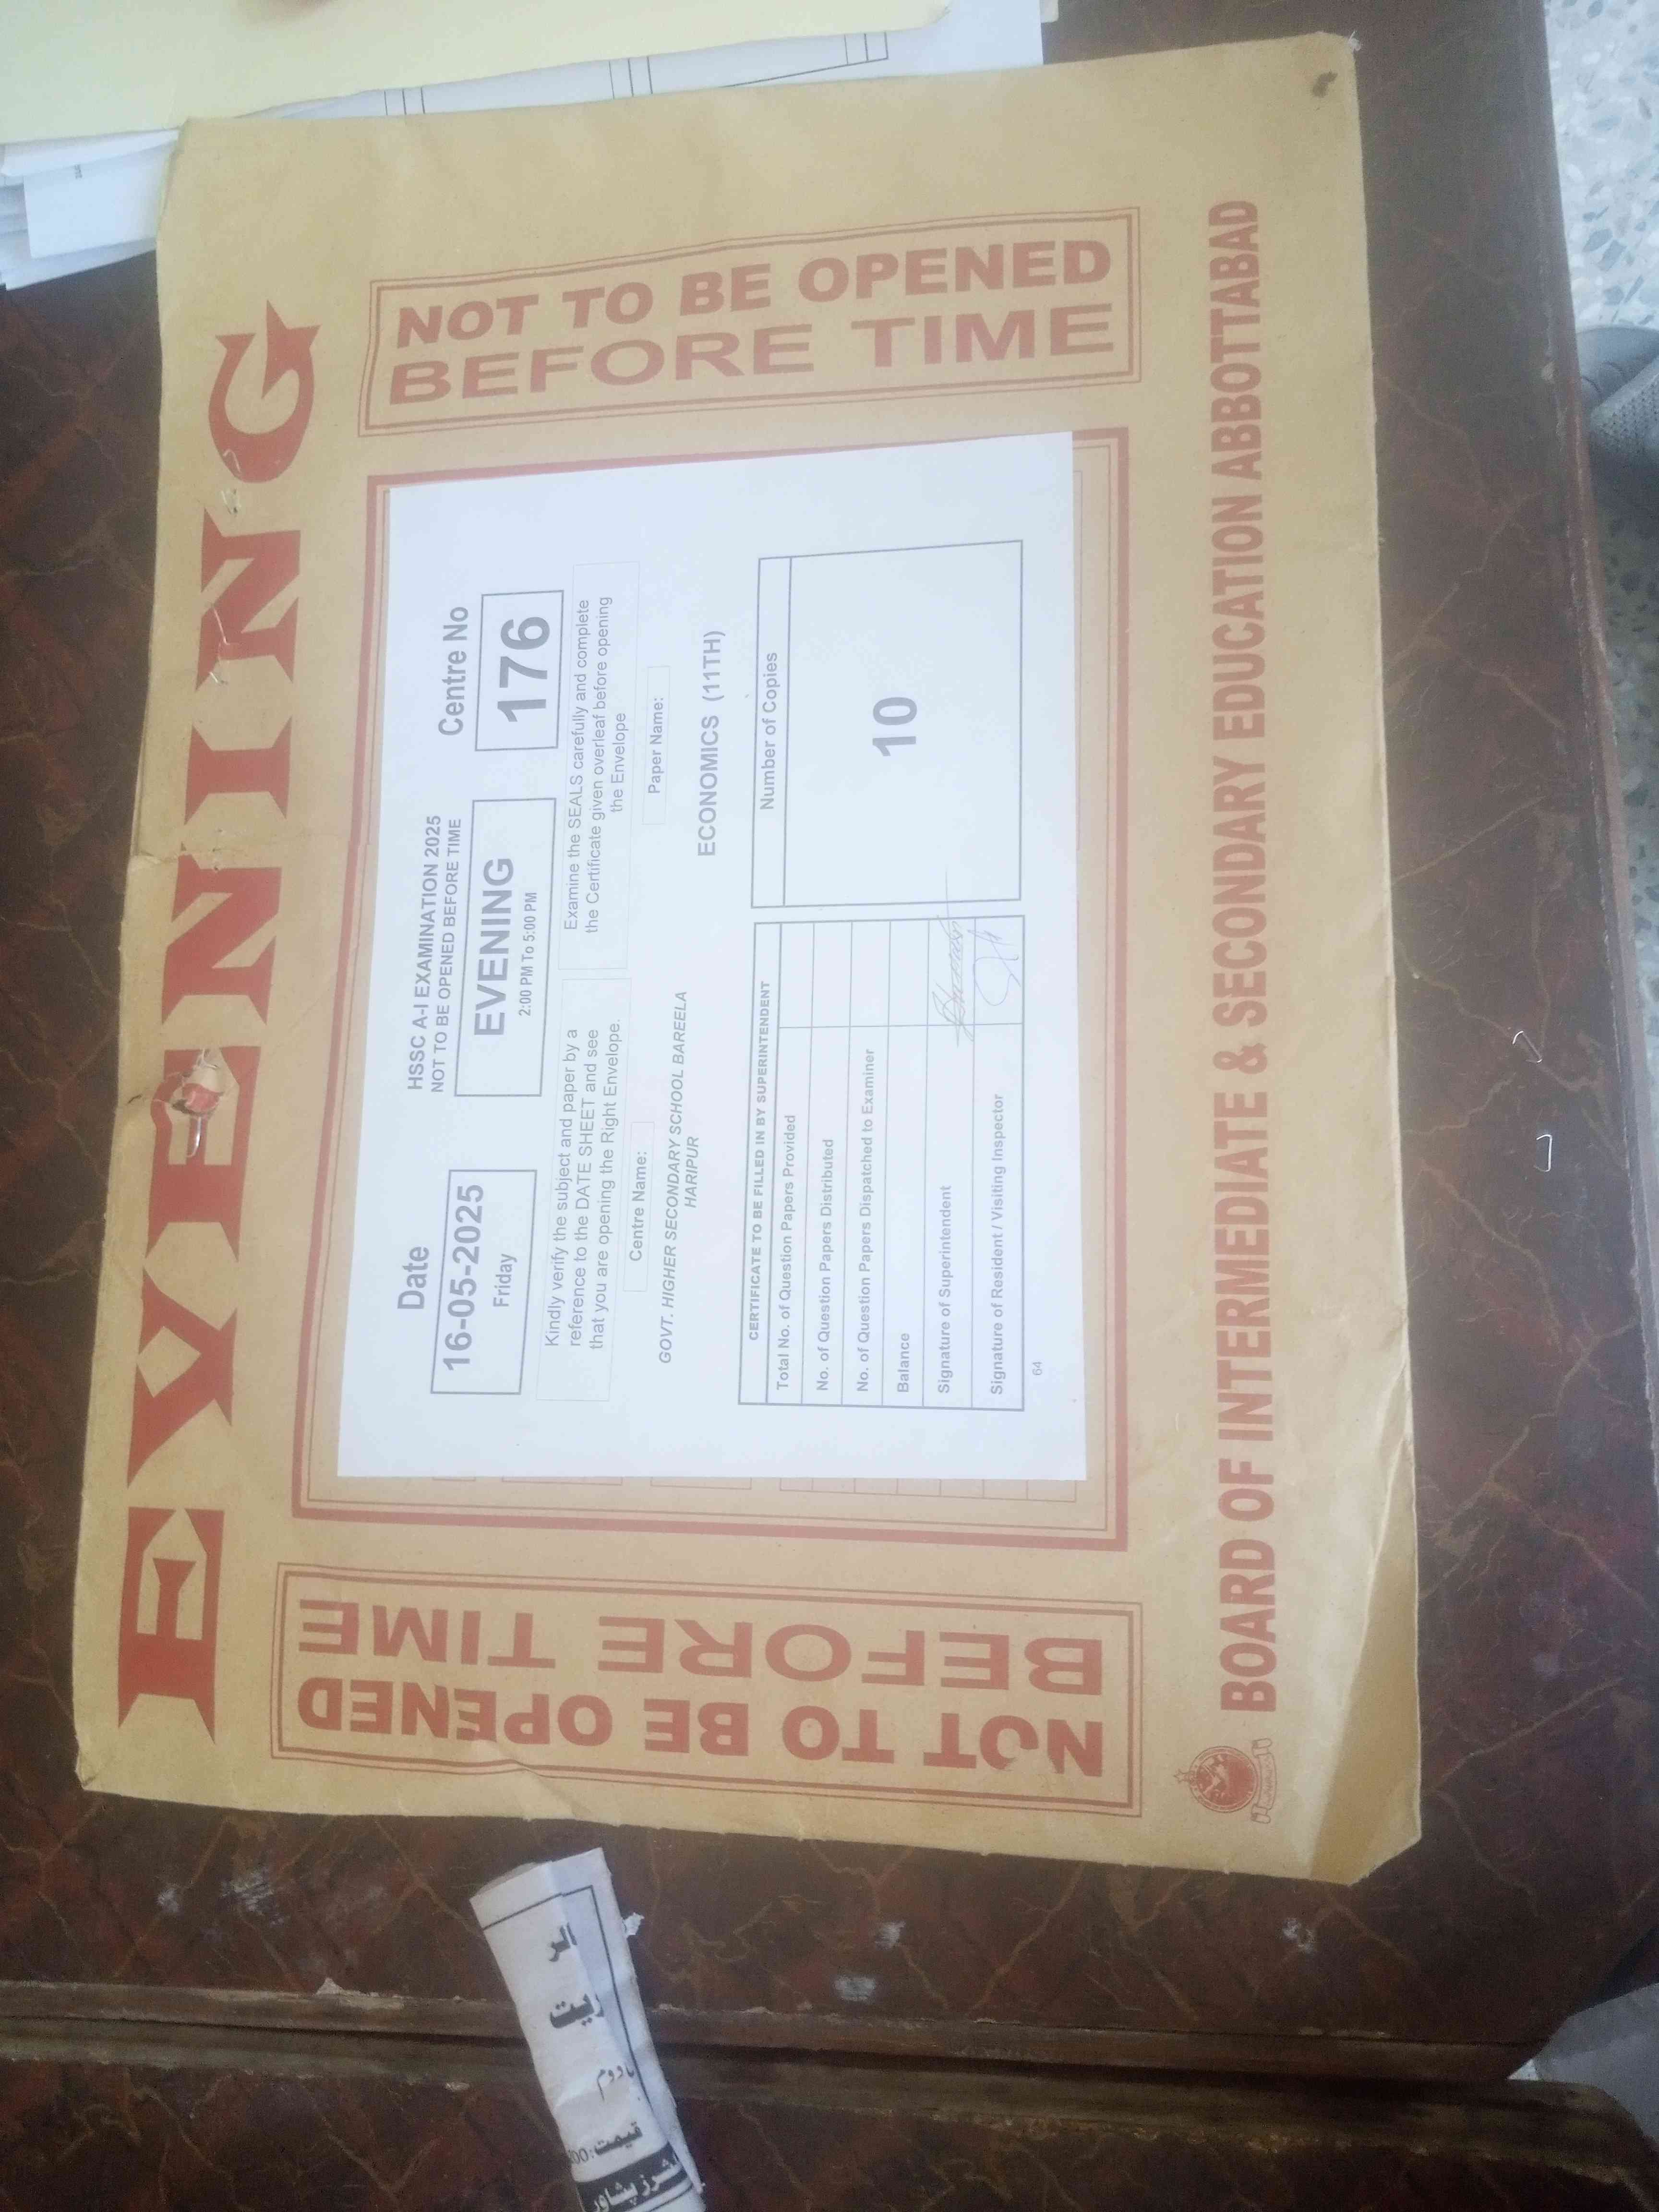 EVENING
NOT TO BE OPENED
BEFORE TIME
NOT TO BE OPENED
BEFORE TIME
HSSC A-I EXAMINATION 2025
NOT TO BE OPENED BEFORE TIME
Date
16-05-2025
Friday
EVENING
2:00 PM To 5:00 PM
Centre No
176
Kindly verify the subject and paper by a
reference to the DATE SHEET and see
that you are opening the Right Envelope.
Examine the SEALS carefully and complete
the Certificate given overleaf before opening
the Envelope
Centre Name:
GOVT. HIGHER SECONDARY SCHOOL BAREELA
HARIPUR
Paper Name:
ECONOMICS (11TH)
CERTIFICATE TO BE FILLED IN BY SUPERINTENDENT
Total No. of Question Papers Provided
No. of Question Papers Distributed
No. of Question Papers Dispatched to Examiner
Balance
Signature of Superintendent
Signature of Resident / Visiting Inspector
Number of Copies
10
64
BOARD OF INTERMEDIATE & SECONDARY EDUCATION ABBOTTABAD
دوم
قیمت:
پشاور